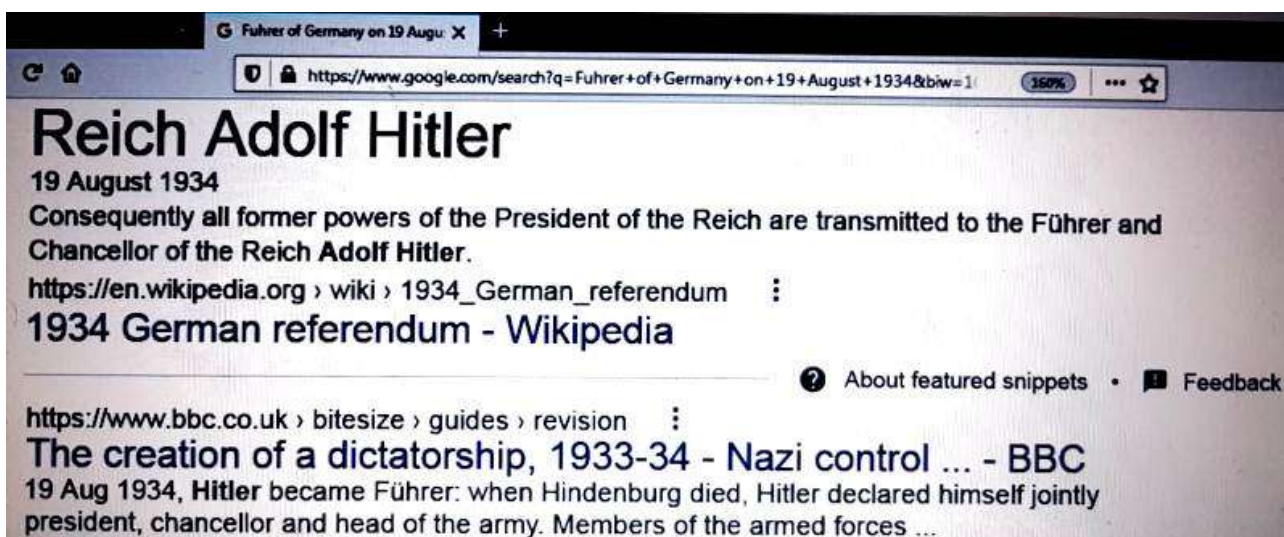 G Fuhrer of Germany on 19 Augu X +
https://www.google.com/search?q=Fuhrer+of+Germany+on+19+August+1934&biw=1 160% ...
Reich Adolf Hitler
19 August 1934
Consequently all former powers of the President of the Reich are transmitted to the Führer and
Chancellor of the Reich Adolf Hitler.
https://en.wikipedia.org › wiki › 1934_German_referendum
1934 German referendum - Wikipedia
About featured snippets • Feedback
https://www.bbc.co.uk › bitesize › guides › revision
The creation of a dictatorship, 1933-34 - Nazi control ... - BBC
19 Aug 1934, Hitler became Führer: when Hindenburg died, Hitler declared himself jointly
president, chancellor and head of the army. Members of the armed forces ...